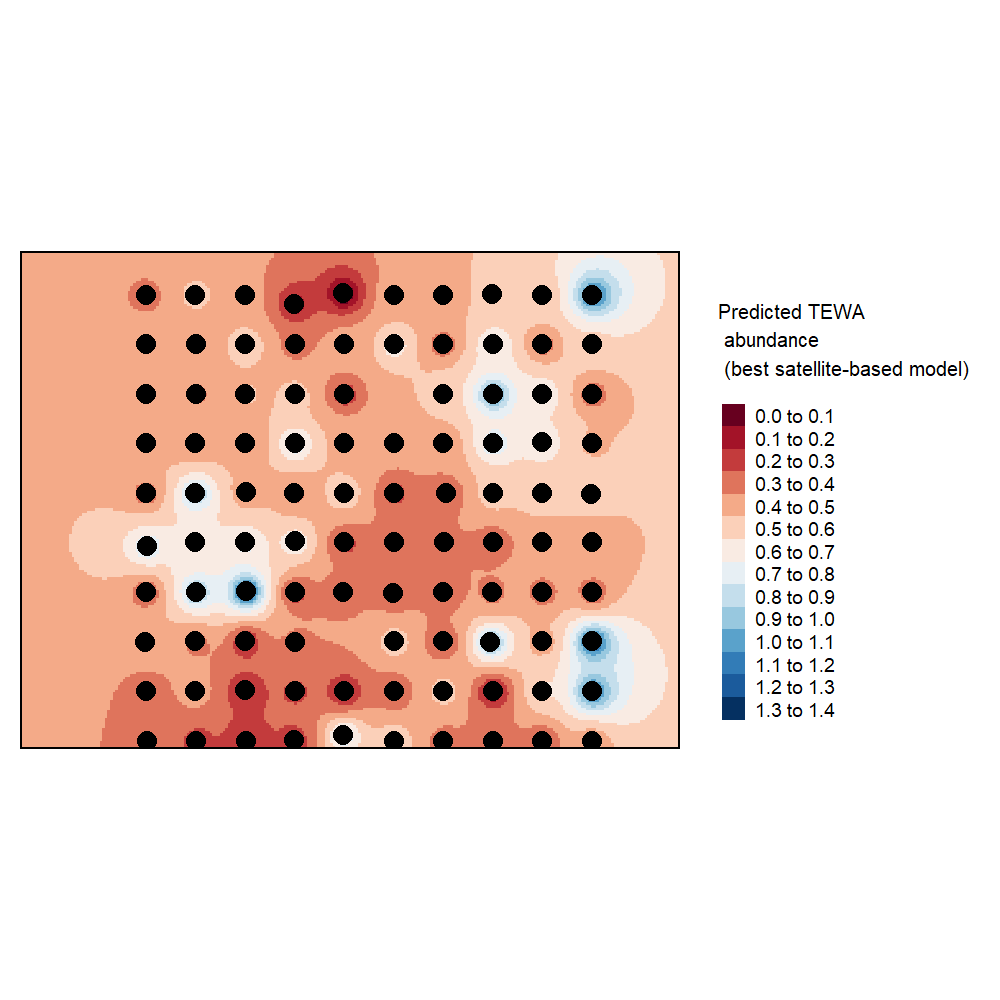 Predicted TEWA
abundance
(best satellite-based model)
0.0 to 0.1
0.1 to 0.2
0.2 to 0.3
0.3 to 0.4
0.4 to 0.5
0.5 to 0.6
0.6 to 0.7
0.7 to 0.8
0.8 to 0.9
0.9 to 1.0
1.0 to 1.1
1.1 to 1.2
1.2 to 1.3
1.3 to 1.4